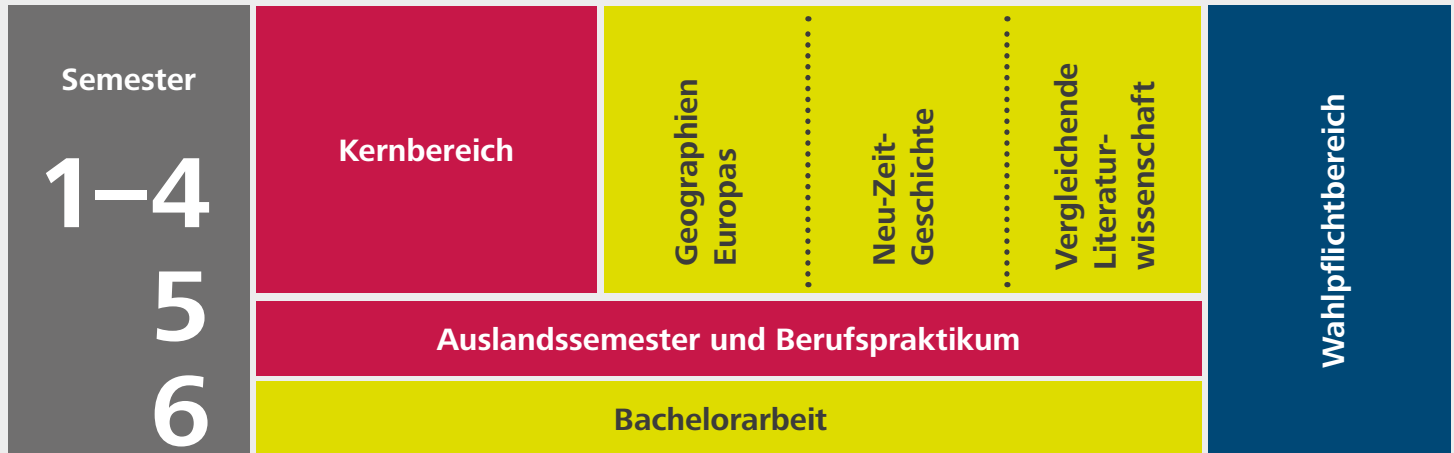 Semester
1–4
5
6
Kernbereich
Geographien
Europas
Neu-Zeit-
Geschichte
Vergleichende
Literatur-
wissenschaft
Auslandssemester und Berufspraktikum
Bachelorarbeit
Wahlpflichtbereich